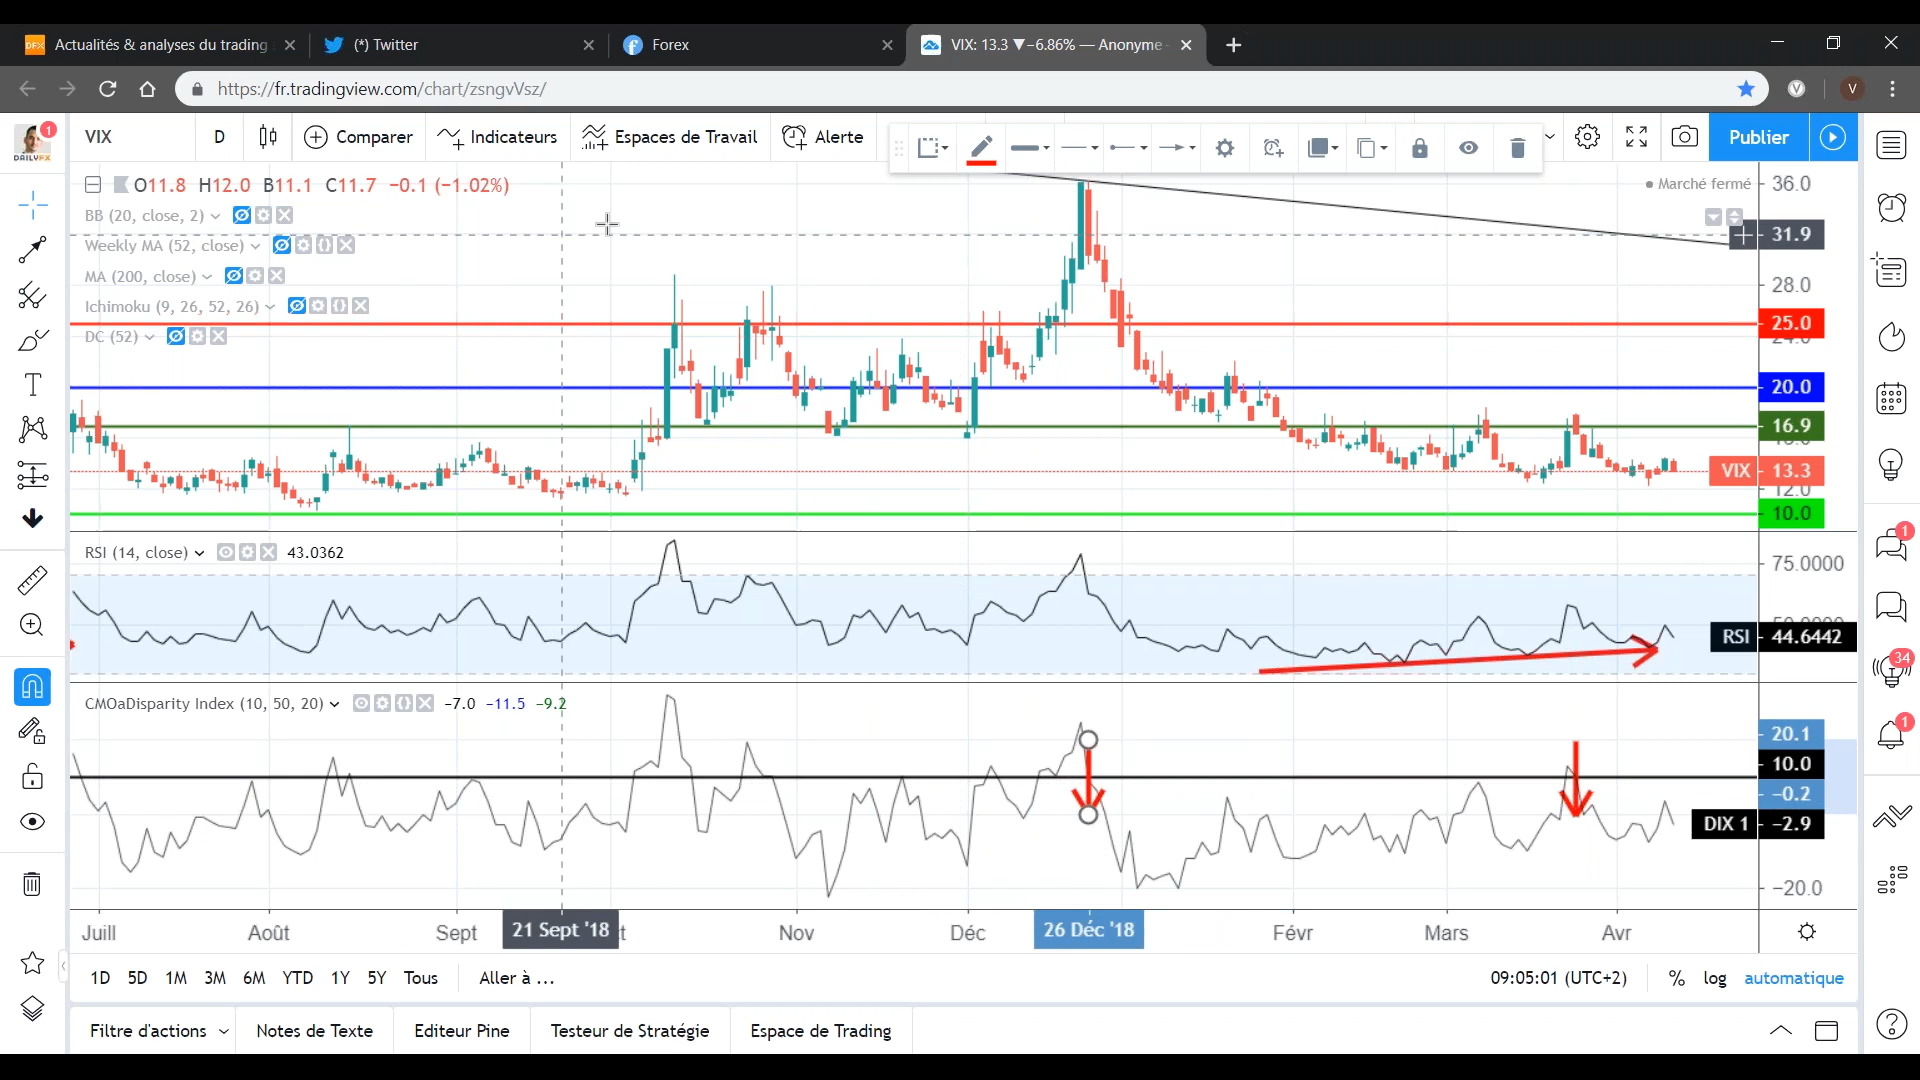 Actualités & analyses du trading
(*) Twitter
Forex
VIX: 13.3 ▼−6.86% — Anonyme
https://fr.tradingview.com/chart/zsngvVsz/
V
V
1
DAILYFX
VIX
D
Comparer
Indicateurs
Espaces de Travail
Alerte
Publier
O11.8 H12.0 B11.1 C11.7 −0.1 (−1.02%)
Marché fermé
36.0
BB (20, close, 2)
31.9
Weekly MA (52, close)
MA (200, close)
28.0
Ichimoku (9, 26, 52, 26)
25.0
DC (52)
20.0
16.9
VIX 13.3
12.0
10.0
RSI (14, close) 43.0362
75.0000
RSI 44.6442
CMOaDisparity Index (10, 50, 20) −7.0 −11.5 −9.2
20.1
10.0
−0.2
DIX 1 −2.9
−20.0
Juill Août Sept 21 Sept '18 Nov Déc 26 Déc '18 Févr Mars Avr
1D 5D 1M 3M 6M YTD 1Y 5Y Tous Aller à ...
09:05:01 (UTC+2) % log automatique
Filtre d'actions Notes de Texte Editeur Pine Testeur de Stratégie Espace de Trading
1
34
1